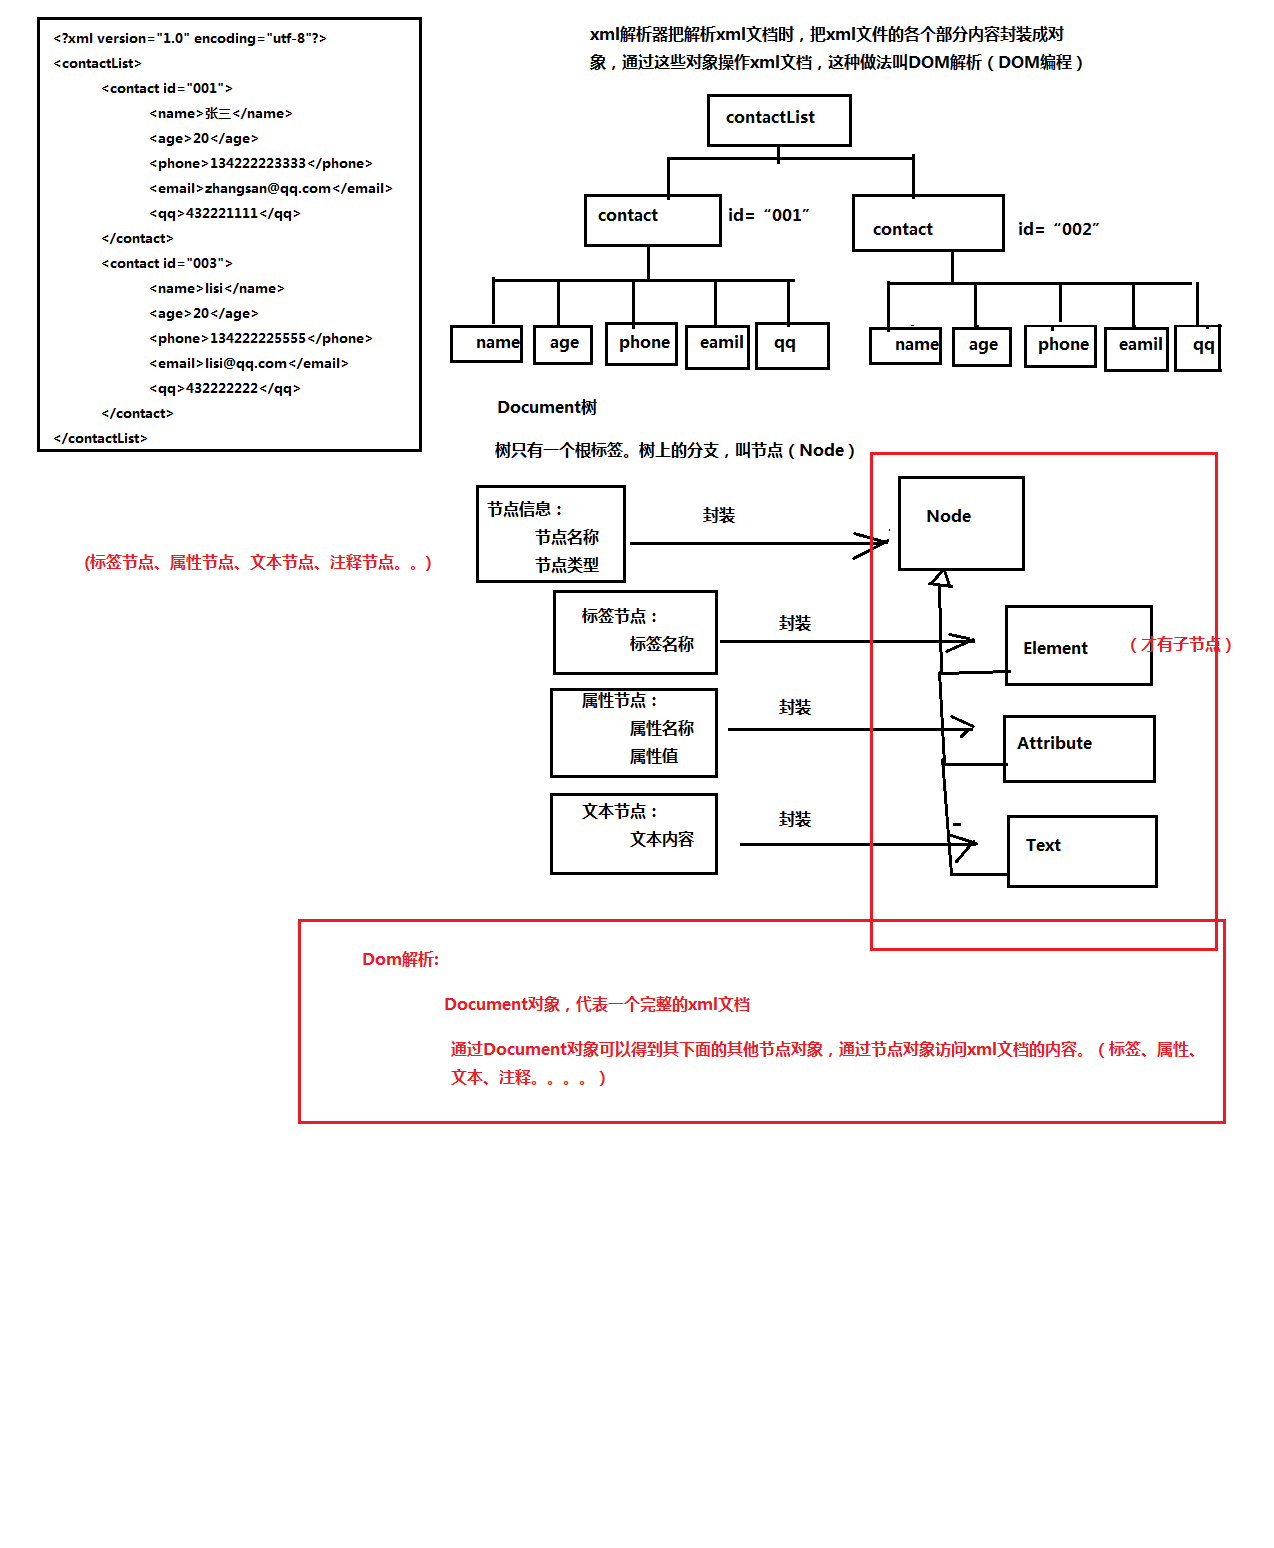 <?xml version="1.0" encoding="utf-8"?>
<contactList>
<contact id="001">
<name>张三</name>
<age>20</age>
<phone>134222223333</phone>
<email>zhangsan@qq.com</email>
<qq>432221111</qq>
</contact>
<contact id="003">
<name>lisi</name>
<age>20</age>
<phone>134222225555</phone>
<email>lisi@qq.com</email>
<qq>432222222</qq>
</contact>
</contactList>
xml解析器把解析xml文档时，把xml文件的各个部分内容封装成对
象，通过这些对象操作xml文档，这种做法叫DOM解析（DOM编程）
contactList
contact
id=“001”
contact
id=“002”
name
age
phone
eamil
qq
name
age
phone
eamil
qq
Document树
树只有一个根标签。树上的分支，叫节点（Node）
节点信息：
节点名称
节点类型
封装
Node
(标签节点、属性节点、文本节点、注释节点。。)
标签节点：
标签名称
封装
Element
（才有子节点）
属性节点：
属性名称
属性值
封装
Attribute
文本节点：
文本内容
封装
Text
Dom解析:
Document对象，代表一个完整的xml文档
通过Document对象可以得到其下面的其他节点对象，通过节点对象访问xml文档的内容。（标签、属性、
文本、注释。。。。）